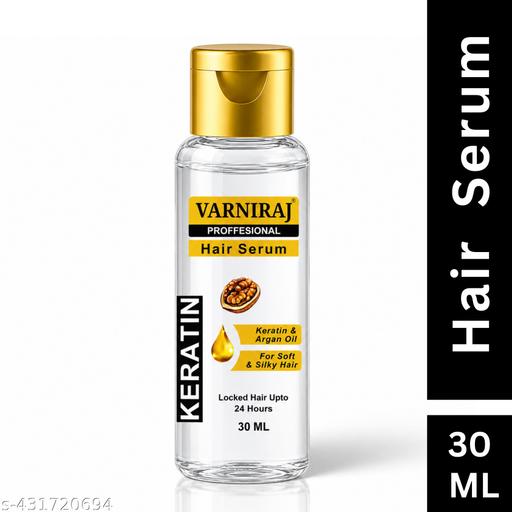 VARNIRAJ®
PROFFESIONAL
Hair Serum
KERATIN
Keratin &
Argan Oil
For Soft
& Silky Hair
Locked Hair Upto
24 Hours
30 ML
Hair Serum
30
ML
s-431720694